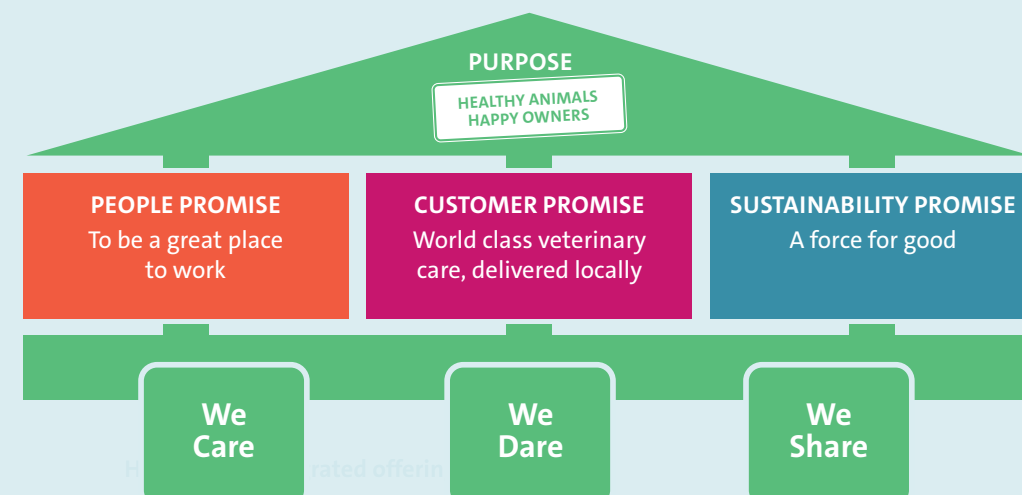 PURPOSE
HEALTHY ANIMALS
HAPPY OWNERS
PEOPLE PROMISE
To be a great place
to work
CUSTOMER PROMISE
World class veterinary
care, delivered locally
SUSTAINABILITY PROMISE
A force for good
We
Care
We
Dare
We
Share